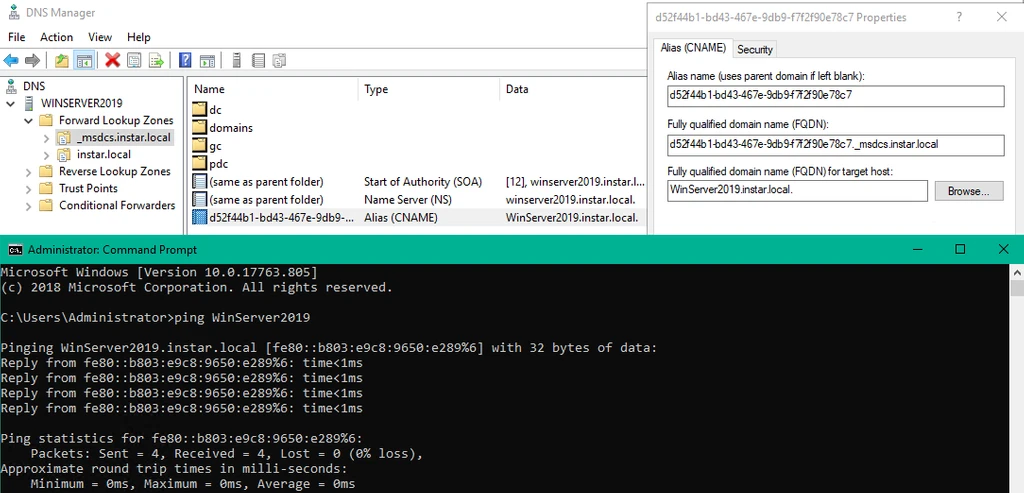 DNS Manager
File Action View Help
DNS
WINSERVER2019
Forward Lookup Zones
_msdcs.instar.local
instar.local
Reverse Lookup Zones
Trust Points
Conditional Forwarders
Name Type Data
dc
domains
gc
pdc
(same as parent folder) Start of Authority (SOA) [12], winserver2019.instar.l...
(same as parent folder) Name Server (NS) winserver2019.instar.local.
d52f44b1-bd43-467e-9db9-... Alias (CNAME) WinServer2019.instar.local.
d52f44b1-bd43-467e-9db9-f7f2f90e78c7 Properties ?
Alias (CNAME) Security
Alias name (uses parent domain if left blank):
d52f44b1-bd43-467e-9db9-f7f2f90e78c7
Fully qualified domain name (FQDN):
d52f44b1-bd43-467e-9db9-f7f2f90e78c7._msdcs.instar.local
Fully qualified domain name (FQDN) for target host:
WinServer2019.instar.local. Browse...
Administrator: Command Prompt
Microsoft Windows [Version 10.0.17763.805]
(c) 2018 Microsoft Corporation. All rights reserved.
C:\Users\Administrator>ping WinServer2019
Pinging WinServer2019.instar.local [fe80::b803:e9c8:9650:e289%6] with 32 bytes of data:
Reply from fe80::b803:e9c8:9650:e289%6: time<1ms
Reply from fe80::b803:e9c8:9650:e289%6: time<1ms
Reply from fe80::b803:e9c8:9650:e289%6: time<1ms
Reply from fe80::b803:e9c8:9650:e289%6: time<1ms
Ping statistics for fe80::b803:e9c8:9650:e289%6:
Packets: Sent = 4, Received = 4, Lost = 0 (0% loss),
Approximate round trip times in milli-seconds:
Minimum = 0ms, Maximum = 0ms, Average = 0ms